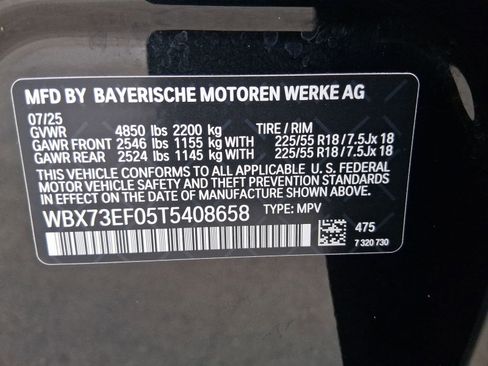 MFD BY BAYERISCHE MOTOREN WERKE AG
07/25
GVWR 4850 lbs 2200 kg TIRE / RIM
GAWR FRONT 2546 lbs 1155 kg WITH 225/55 R18 / 7.5Jx 18
GAWR REAR 2524 lbs 1145 kg WITH 225/55 R18 / 7.5Jx 18
THIS VEHICLE CONFORMS TO ALL APPLICABLE U. S. FEDERAL
MOTOR VEHICLE SAFETY, BUMPER, AND THEFT PREVENTION STANDARDS
IN EFFECT ON THE DATE OF MANUFACTURE SHOWN ABOVE.
WBX73EF05T5408658 TYPE: MPV
475
7 320 730